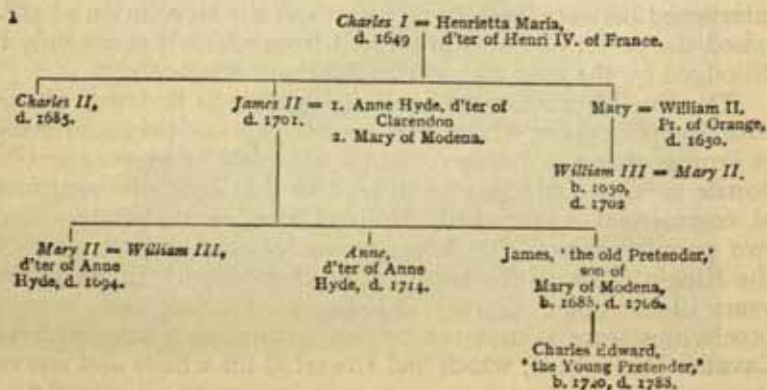 1
Charles I = Henrietta Maria,
d. 1649 d'ter of Henri IV. of France.
Charles II,
d. 1685.
James II = 1. Anne Hyde, d'ter of
d. 1701. Clarendon
2. Mary of Modena.
Mary = William II,
Pr. of Orange,
d. 1650.
William III = Mary II.
b. 1650,
d. 1702
Mary II = William III,
d'ter of Anne
Hyde, d. 1694.
Anne,
d'ter of Anne
Hyde, d. 1714.
James, 'the old Pretender,'
son of
Mary of Modena,
b. 1688, d. 1766.
Charles Edward,
'the Young Pretender,'
b. 1720, d. 1788.